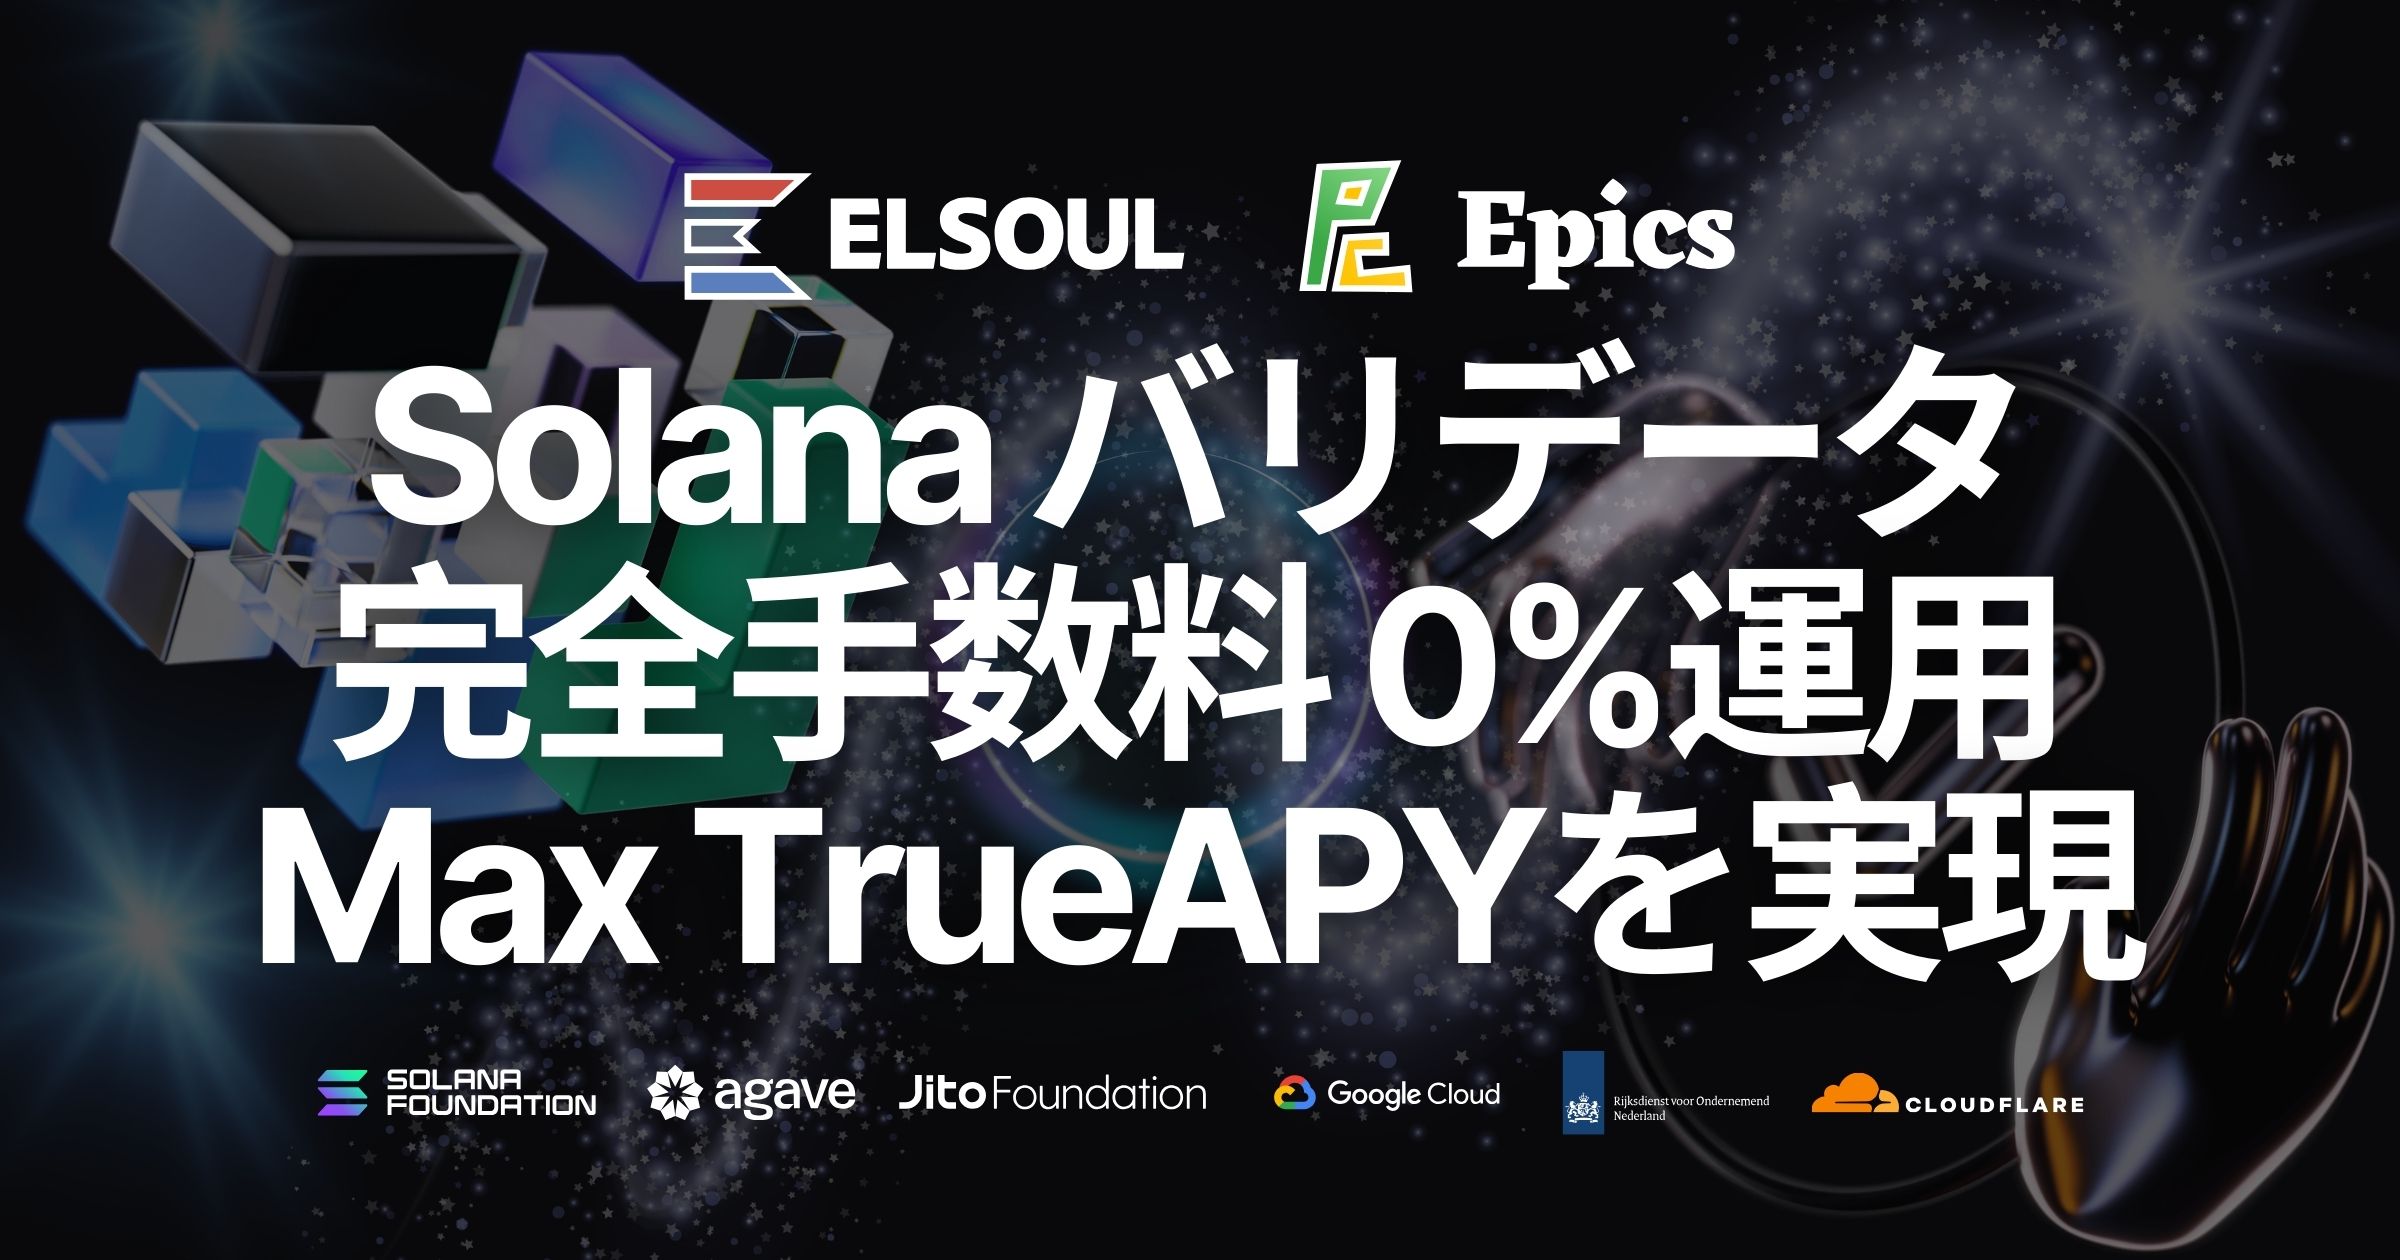 ELSOUL
Epics
Solana バリデータ
完全手数料 0%運用
Max TrueAPYを実現
SOLANA
FOUNDATION
agave
Jito Foundation
Google Cloud
Rijksdienst voor Ondernemend
Nederland
CLOUDFLARE